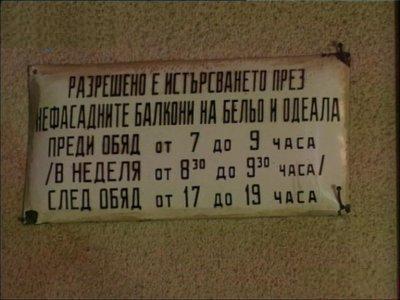 РАЗРЕШЕНО Е ИСТЪРСВАНЕТО ПРЕЗ
НЕФАСАДНИТЕ БАЛКОНИ НА БЕЛЬО И ОДЕАЛА
ПРЕДИ ОБЯД ОТ 7 ДО 9 ЧАСА
/В НЕДЕЛЯ ОТ 8³⁰ ДО 9³⁰ ЧАСА/
СЛЕД ОБЯД ОТ 17 ДО 19 ЧАСА